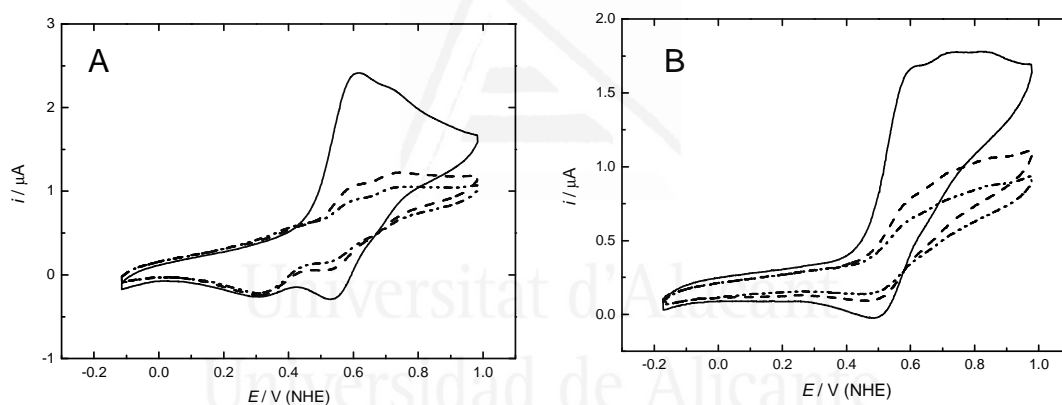 A
i / μA
3
2
1
0
-1
-0.2 0.0 0.2 0.4 0.6 0.8 1.0
E / V (NHE)
B
i / μA
2.0
1.5
1.0
0.5
0.0
-0.2 0.0 0.2 0.4 0.6 0.8 1.0
E / V (NHE)
Universitat d'Alacant
Universidad de Alicante